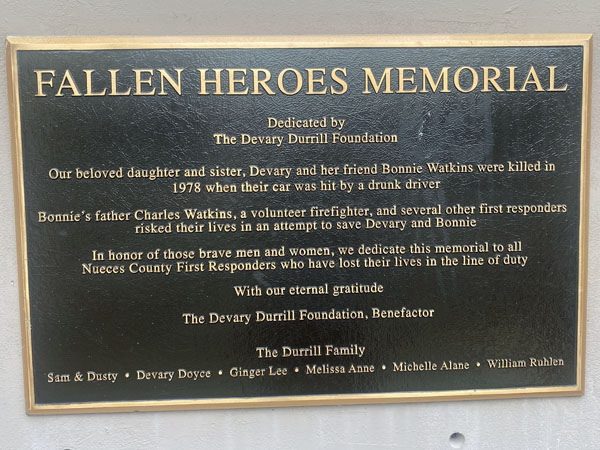 FALLEN HEROES MEMORIAL
Dedicated by
The Devary Durrill Foundation
Our beloved daughter and sister, Devary and her friend Bonnie Watkins were killed in
1978 when their car was hit by a drunk driver
Bonnie's father Charles Watkins, a volunteer firefighter, and several other first responders
risked their lives in an attempt to save Devary and Bonnie
In honor of those brave men and women, we dedicate this memorial to all
Nueces County First Responders who have lost their lives in the line of duty
With our eternal gratitude
The Devary Durrill Foundation, Benefactor
The Durrill Family
Sam & Dusty • Devary Doyce • Ginger Lee • Melissa Anne • Michelle Alane • William Ruhlen